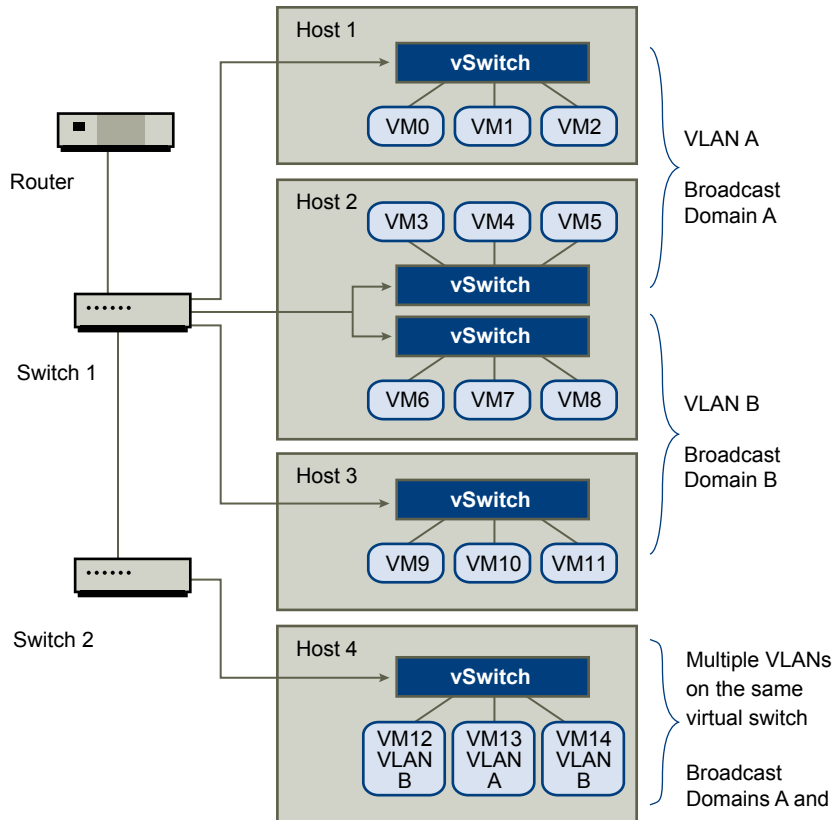 Host 1
vSwitch
VM0
VM1
VM2
VLAN A
Broadcast
Domain A
Router
Host 2
VM3
VM4
VM5
vSwitch
vSwitch
VM6
VM7
VM8
Switch 1
VLAN B
Broadcast
Domain B
Host 3
vSwitch
VM9
VM10
VM11
Switch 2
Host 4
vSwitch
VM12
VLAN
B
VM13
VLAN
A
VM14
VLAN
B
Multiple VLANs
on the same
virtual switch
Broadcast
Domains A and